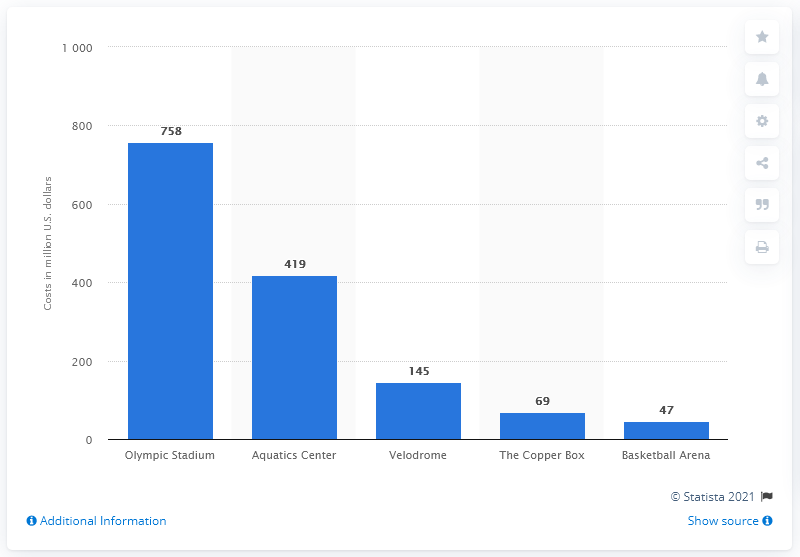 1 000
800
600
400
200
0
Costs in million U.S. dollars
758
419
145
69
47
Olympic Stadium
Aquatics Center
Velodrome
The Copper Box
Basketball Arena
© Statista 2021
Additional Information
Show source